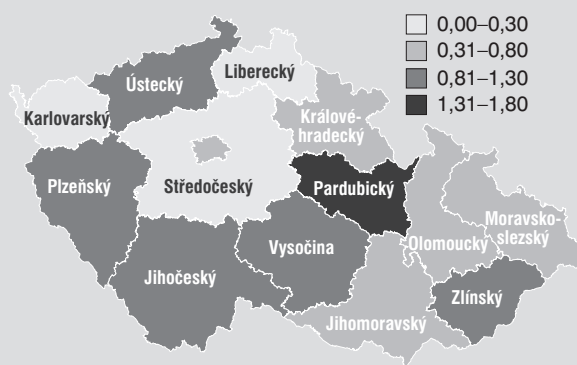 0,00–0,30
0,31–0,80
0,81–1,30
1,31–1,80
Ústecký
Liberecký
Karlovarský
Králové-
hradecký
Plzeňský
Středočeský
Pardubický
Moravsko-
slezský
Olomoucký
Vysočina
Jihočeský
Zlínský
Jihomoravský